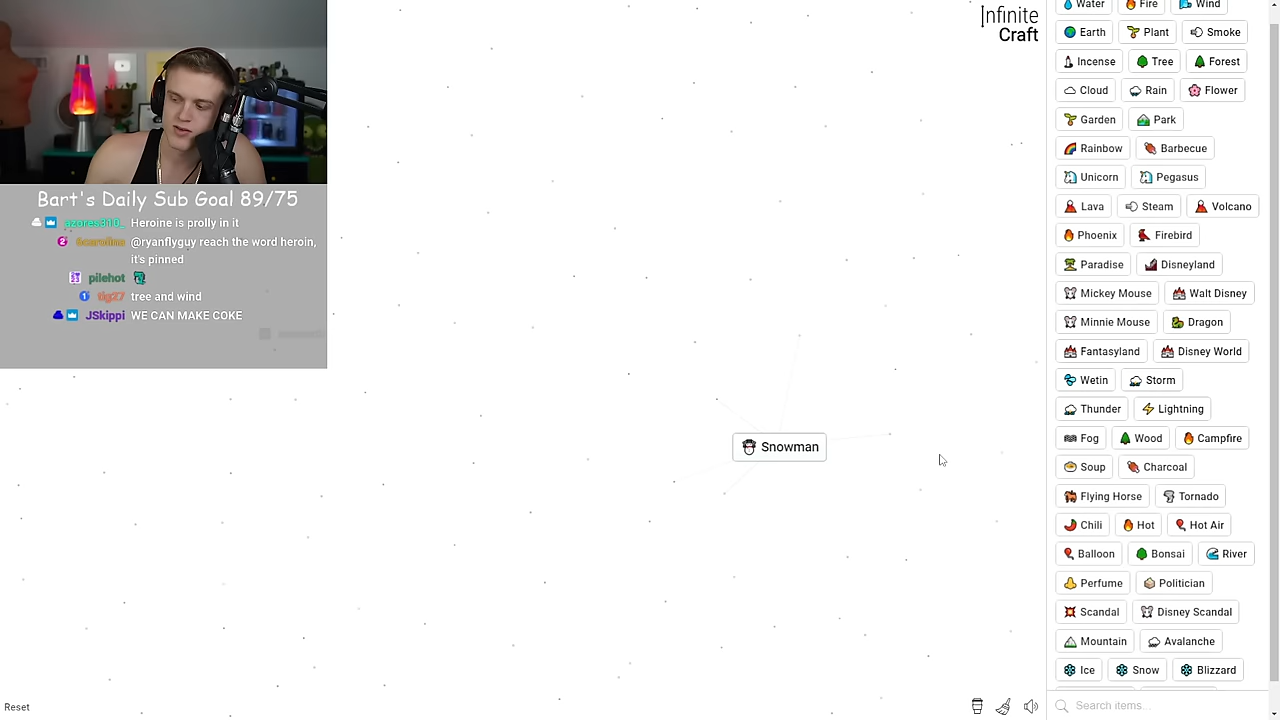 Infinite
Craft
Bart's Daily Sub Goal 89/75
azores310_ Heroine is prolly in it
@ryanflyguy reach the word heroin,
it's pinned
pilehot
tig27 tree and wind
JSkippi WE CAN MAKE COKE
Snowman
Water Fire Wind
Earth Plant Smoke
Incense Tree Forest
Cloud Rain Flower
Garden Park
Rainbow Barbecue
Unicorn Pegasus
Lava Steam Volcano
Phoenix Firebird
Paradise Disneyland
Mickey Mouse Walt Disney
Minnie Mouse Dragon
Fantasyland Disney World
Wetin Storm
Thunder Lightning
Fog Wood Campfire
Soup Charcoal
Flying Horse Tornado
Chili Hot Hot Air
Balloon Bonsai River
Perfume Politician
Scandal Disney Scandal
Mountain Avalanche
Ice Snow Blizzard
Search items...
Reset